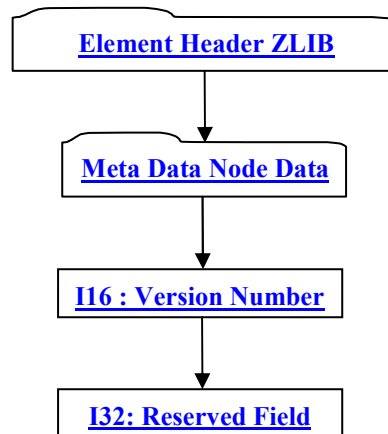 Element Header ZLIB
Meta Data Node Data
I16 : Version Number
I32: Reserved Field